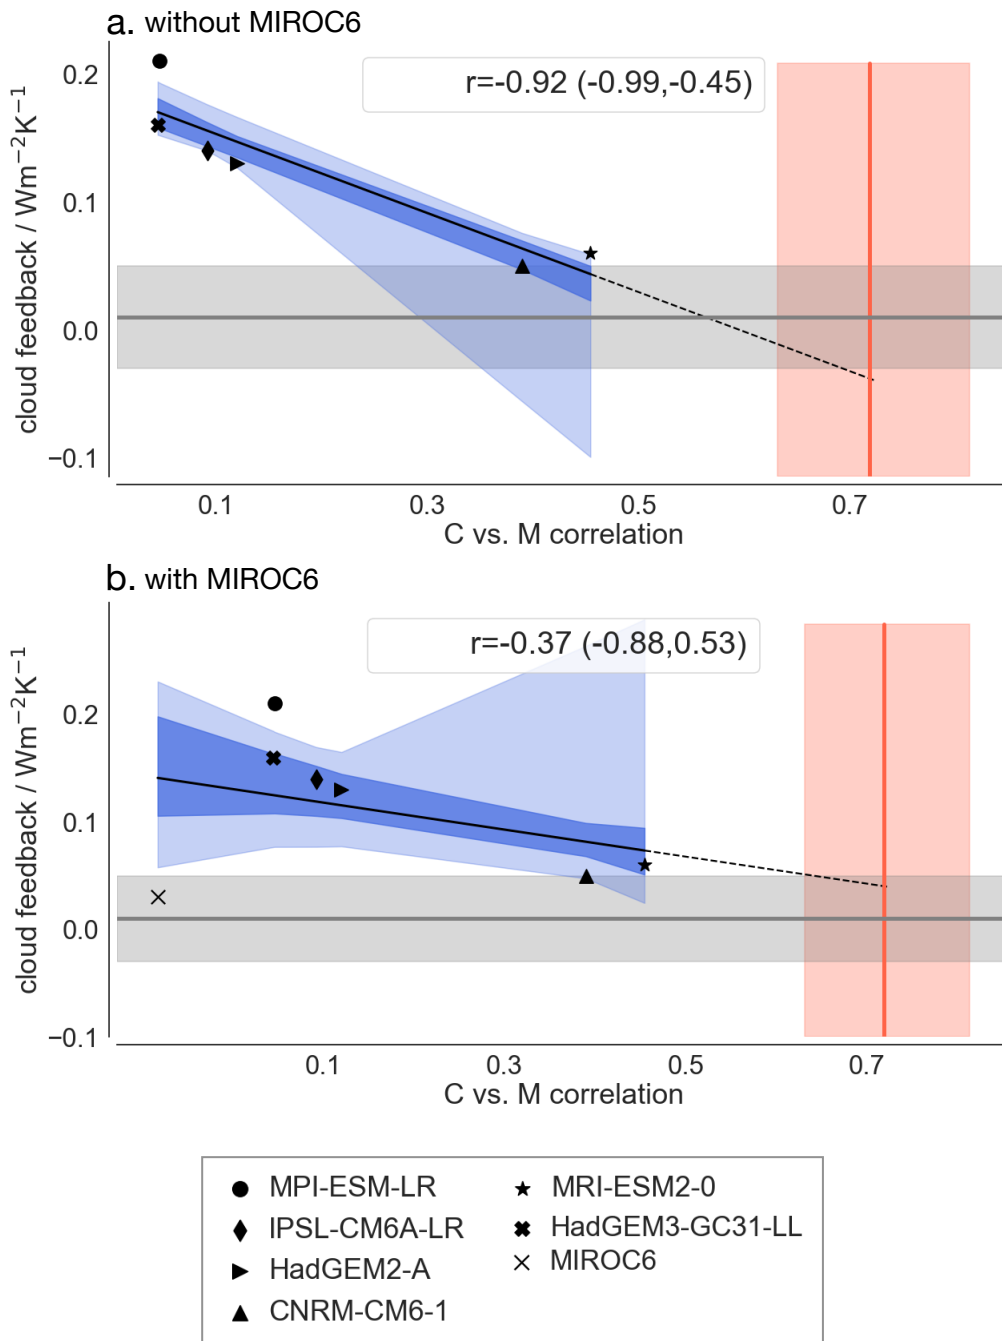 a. without MIROC6
r=-0.92 (-0.99,-0.45)
cloud feedback / Wm⁻²K⁻¹
0.2
0.1
0.0
−0.1
0.1 0.3 0.5 0.7
C vs. M correlation
b. with MIROC6
r=-0.37 (-0.88,0.53)
cloud feedback / Wm⁻²K⁻¹
0.2
0.1
0.0
−0.1
0.1 0.3 0.5 0.7
C vs. M correlation
MPI-ESM-LR
IPSL-CM6A-LR
HadGEM2-A
CNRM-CM6-1
MRI-ESM2-0
HadGEM3-GC31-LL
MIROC6